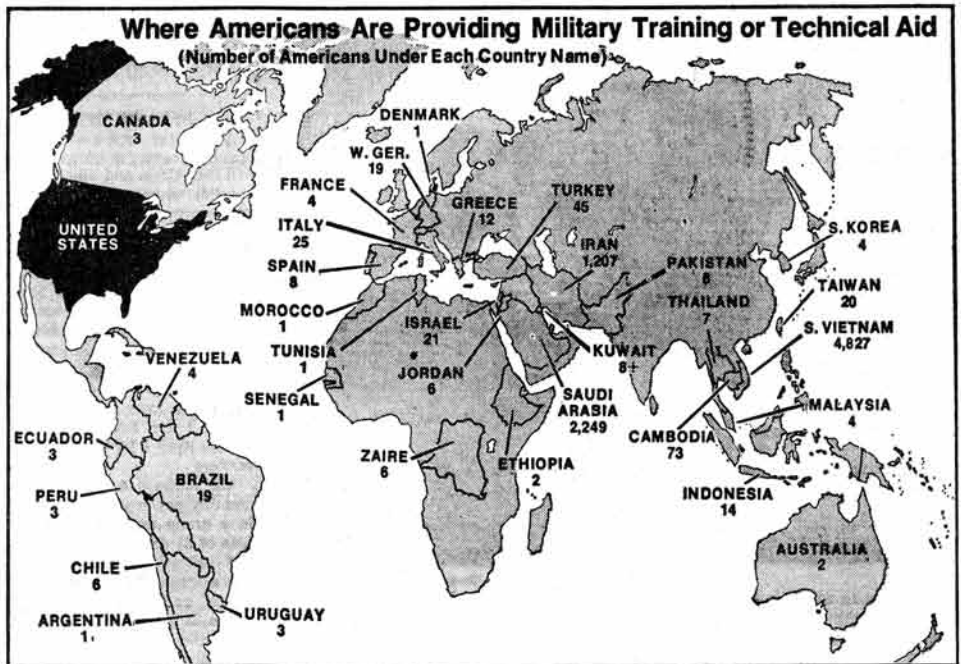 Where Americans Are Providing Military Training or Technical Aid
(Number of Americans Under Each Country Name)
CANADA
3
UNITED
STATES
DENMARK
1
W. GER.
19
FRANCE
4
ITALY
25
SPAIN
8
MOROCCO
1
TUNISIA
1
SENEGAL
1
GREECE
12
TURKEY
45
IRAN
1,207
PAKISTAN
8
THAILAND
7
S. KOREA
4
TAIWAN
20
S. VIETNAM
4,827
ISRAEL
21
JORDAN
6
KUWAIT
8+
SAUDI
ARABIA
2,249
MALAYSIA
4
CAMBODIA
73
INDONESIA
14
ZAIRE
6
ETHIOPIA
2
AUSTRALIA
2
VENEZUELA
4
ECUADOR
3
PERU
3
BRAZIL
19
CHILE
6
ARGENTINA
1
URUGUAY
3